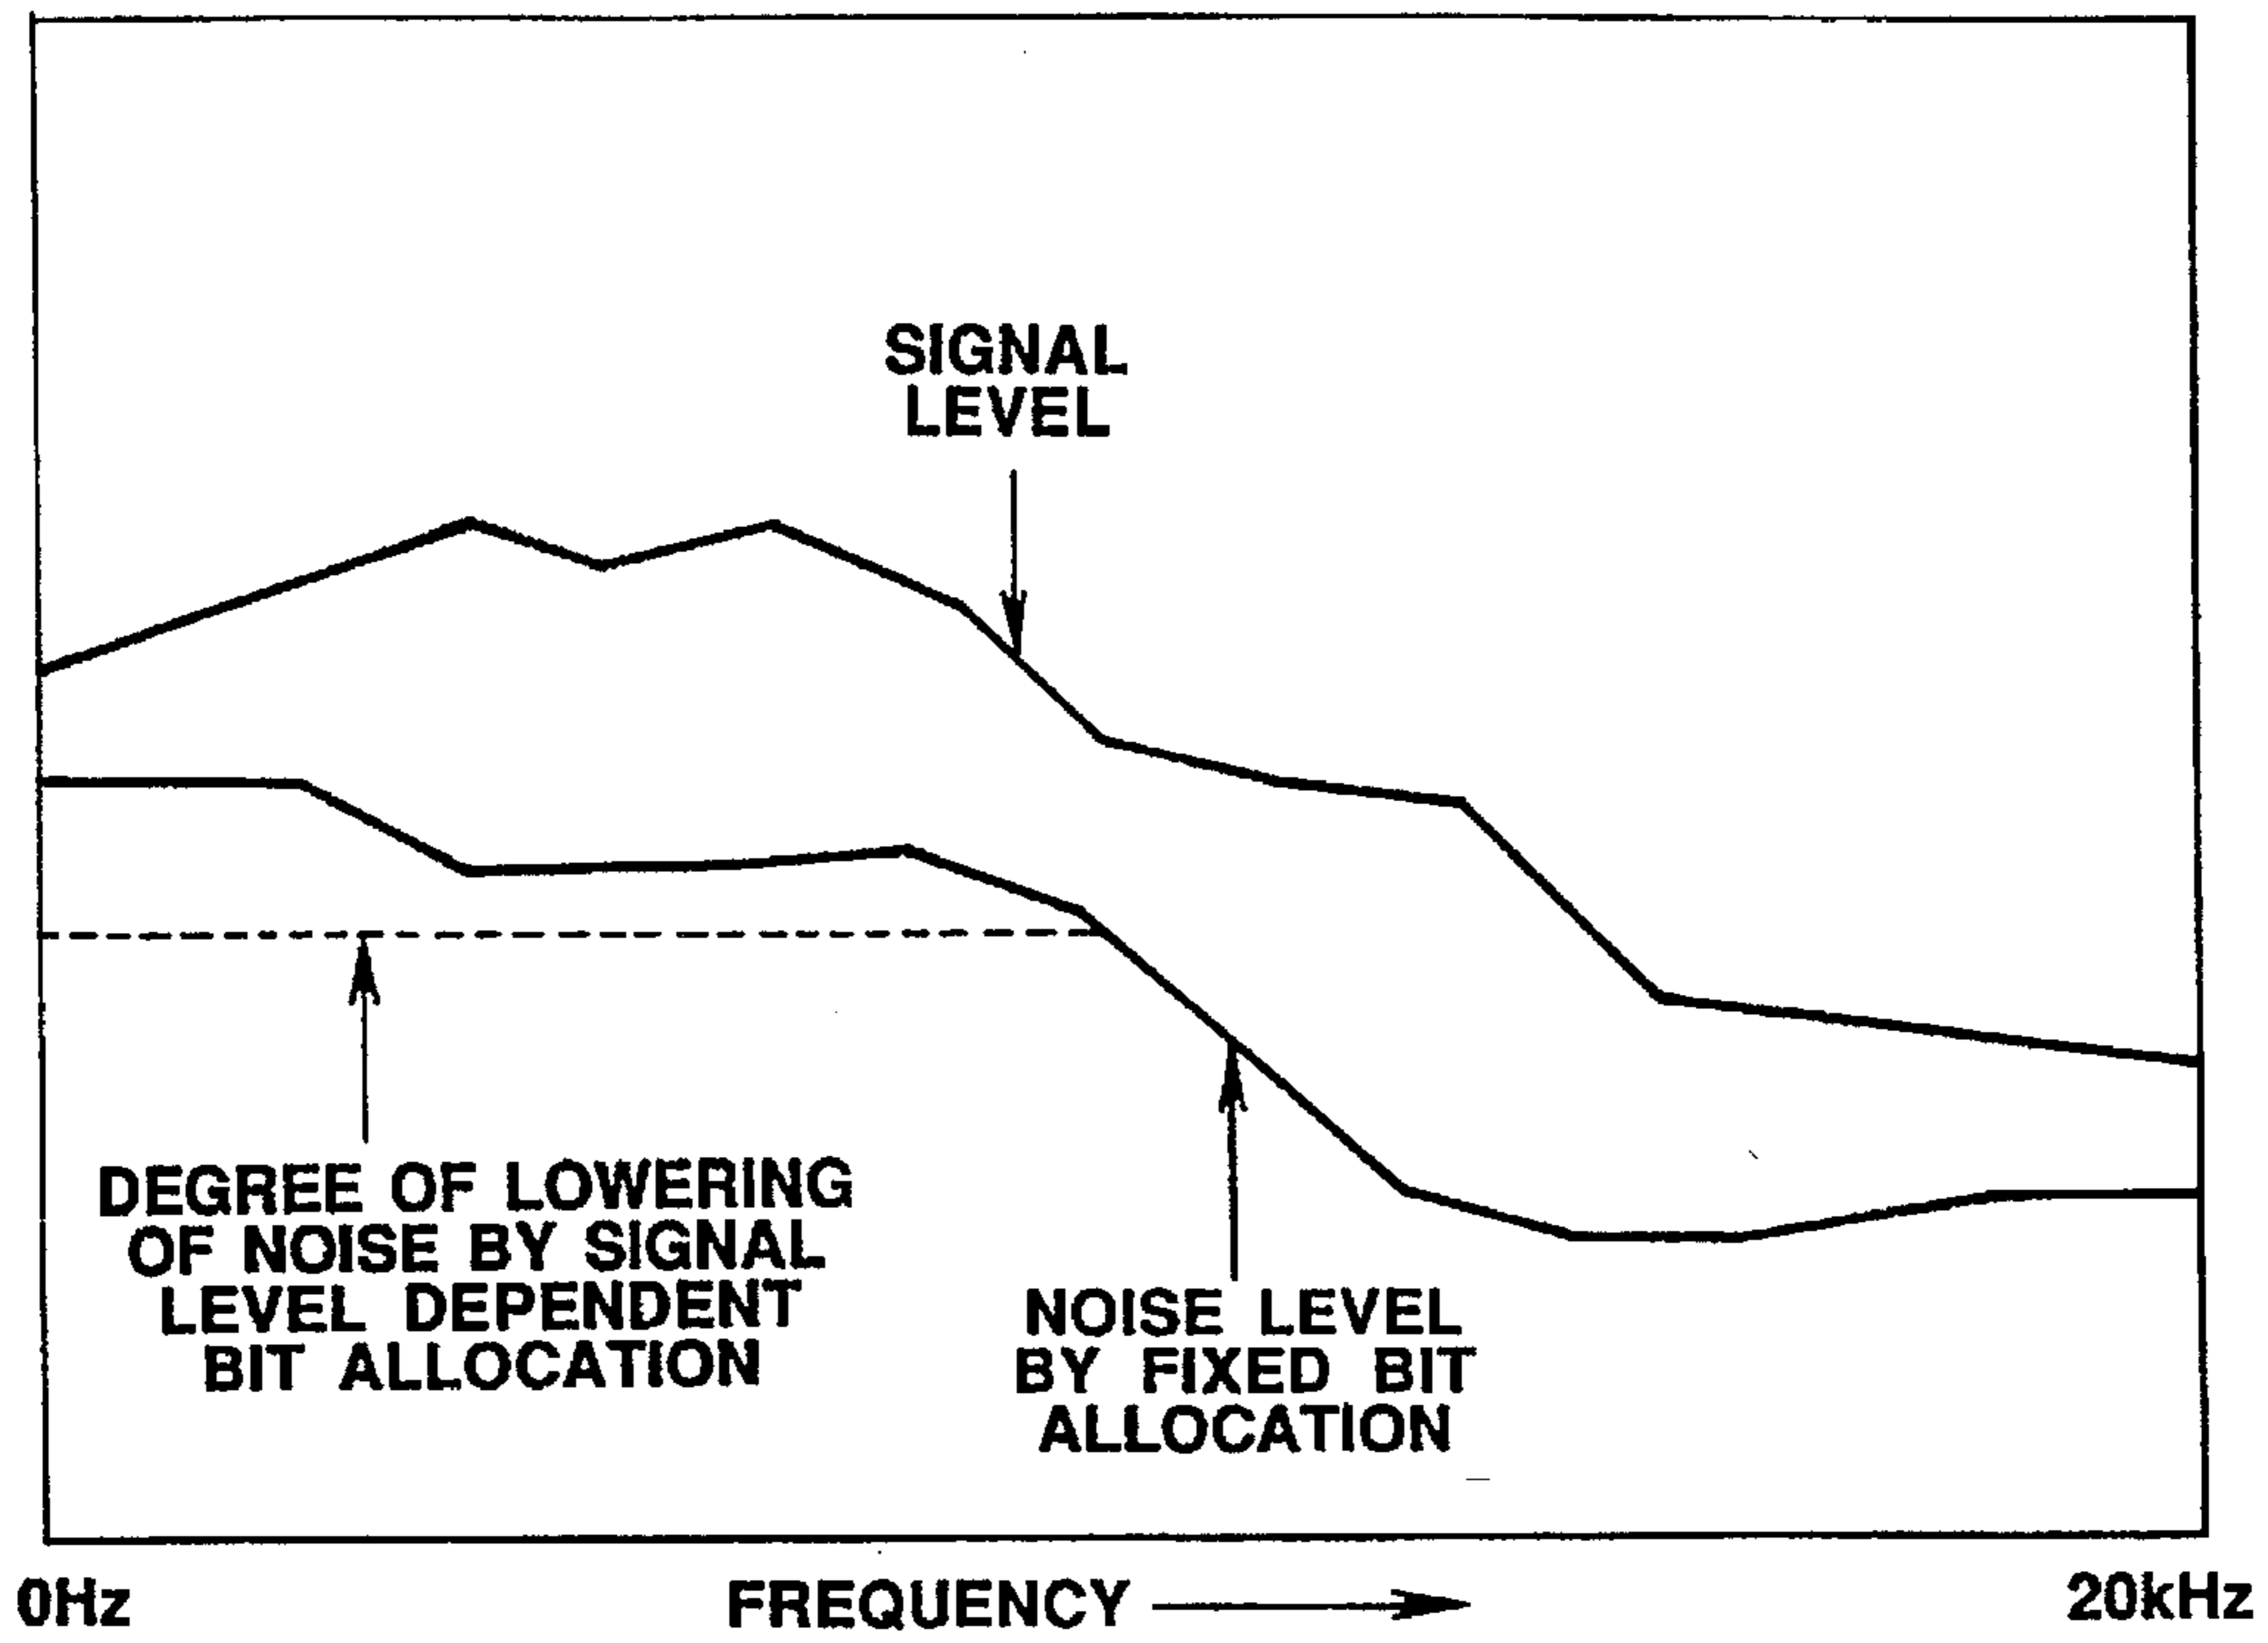 SIGNAL
LEVEL
DEGREE OF LOWERING
OF NOISE BY SIGNAL
LEVEL DEPENDENT
BIT ALLOCATION
NOISE LEVEL
BY FIXED BIT
ALLOCATION
0Hz
FREQUENCY
20kHz